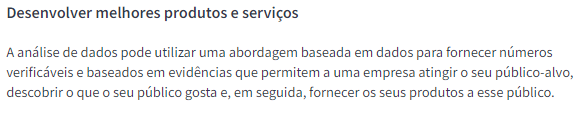 Desenvolver melhores produtos e serviços
A análise de dados pode utilizar uma abordagem baseada em dados para fornecer números
verificáveis e baseados em evidências que permitem a uma empresa atingir o seu público-alvo,
descobrir o que o seu público gosta e, em seguida, fornecer os seus produtos a esse público.